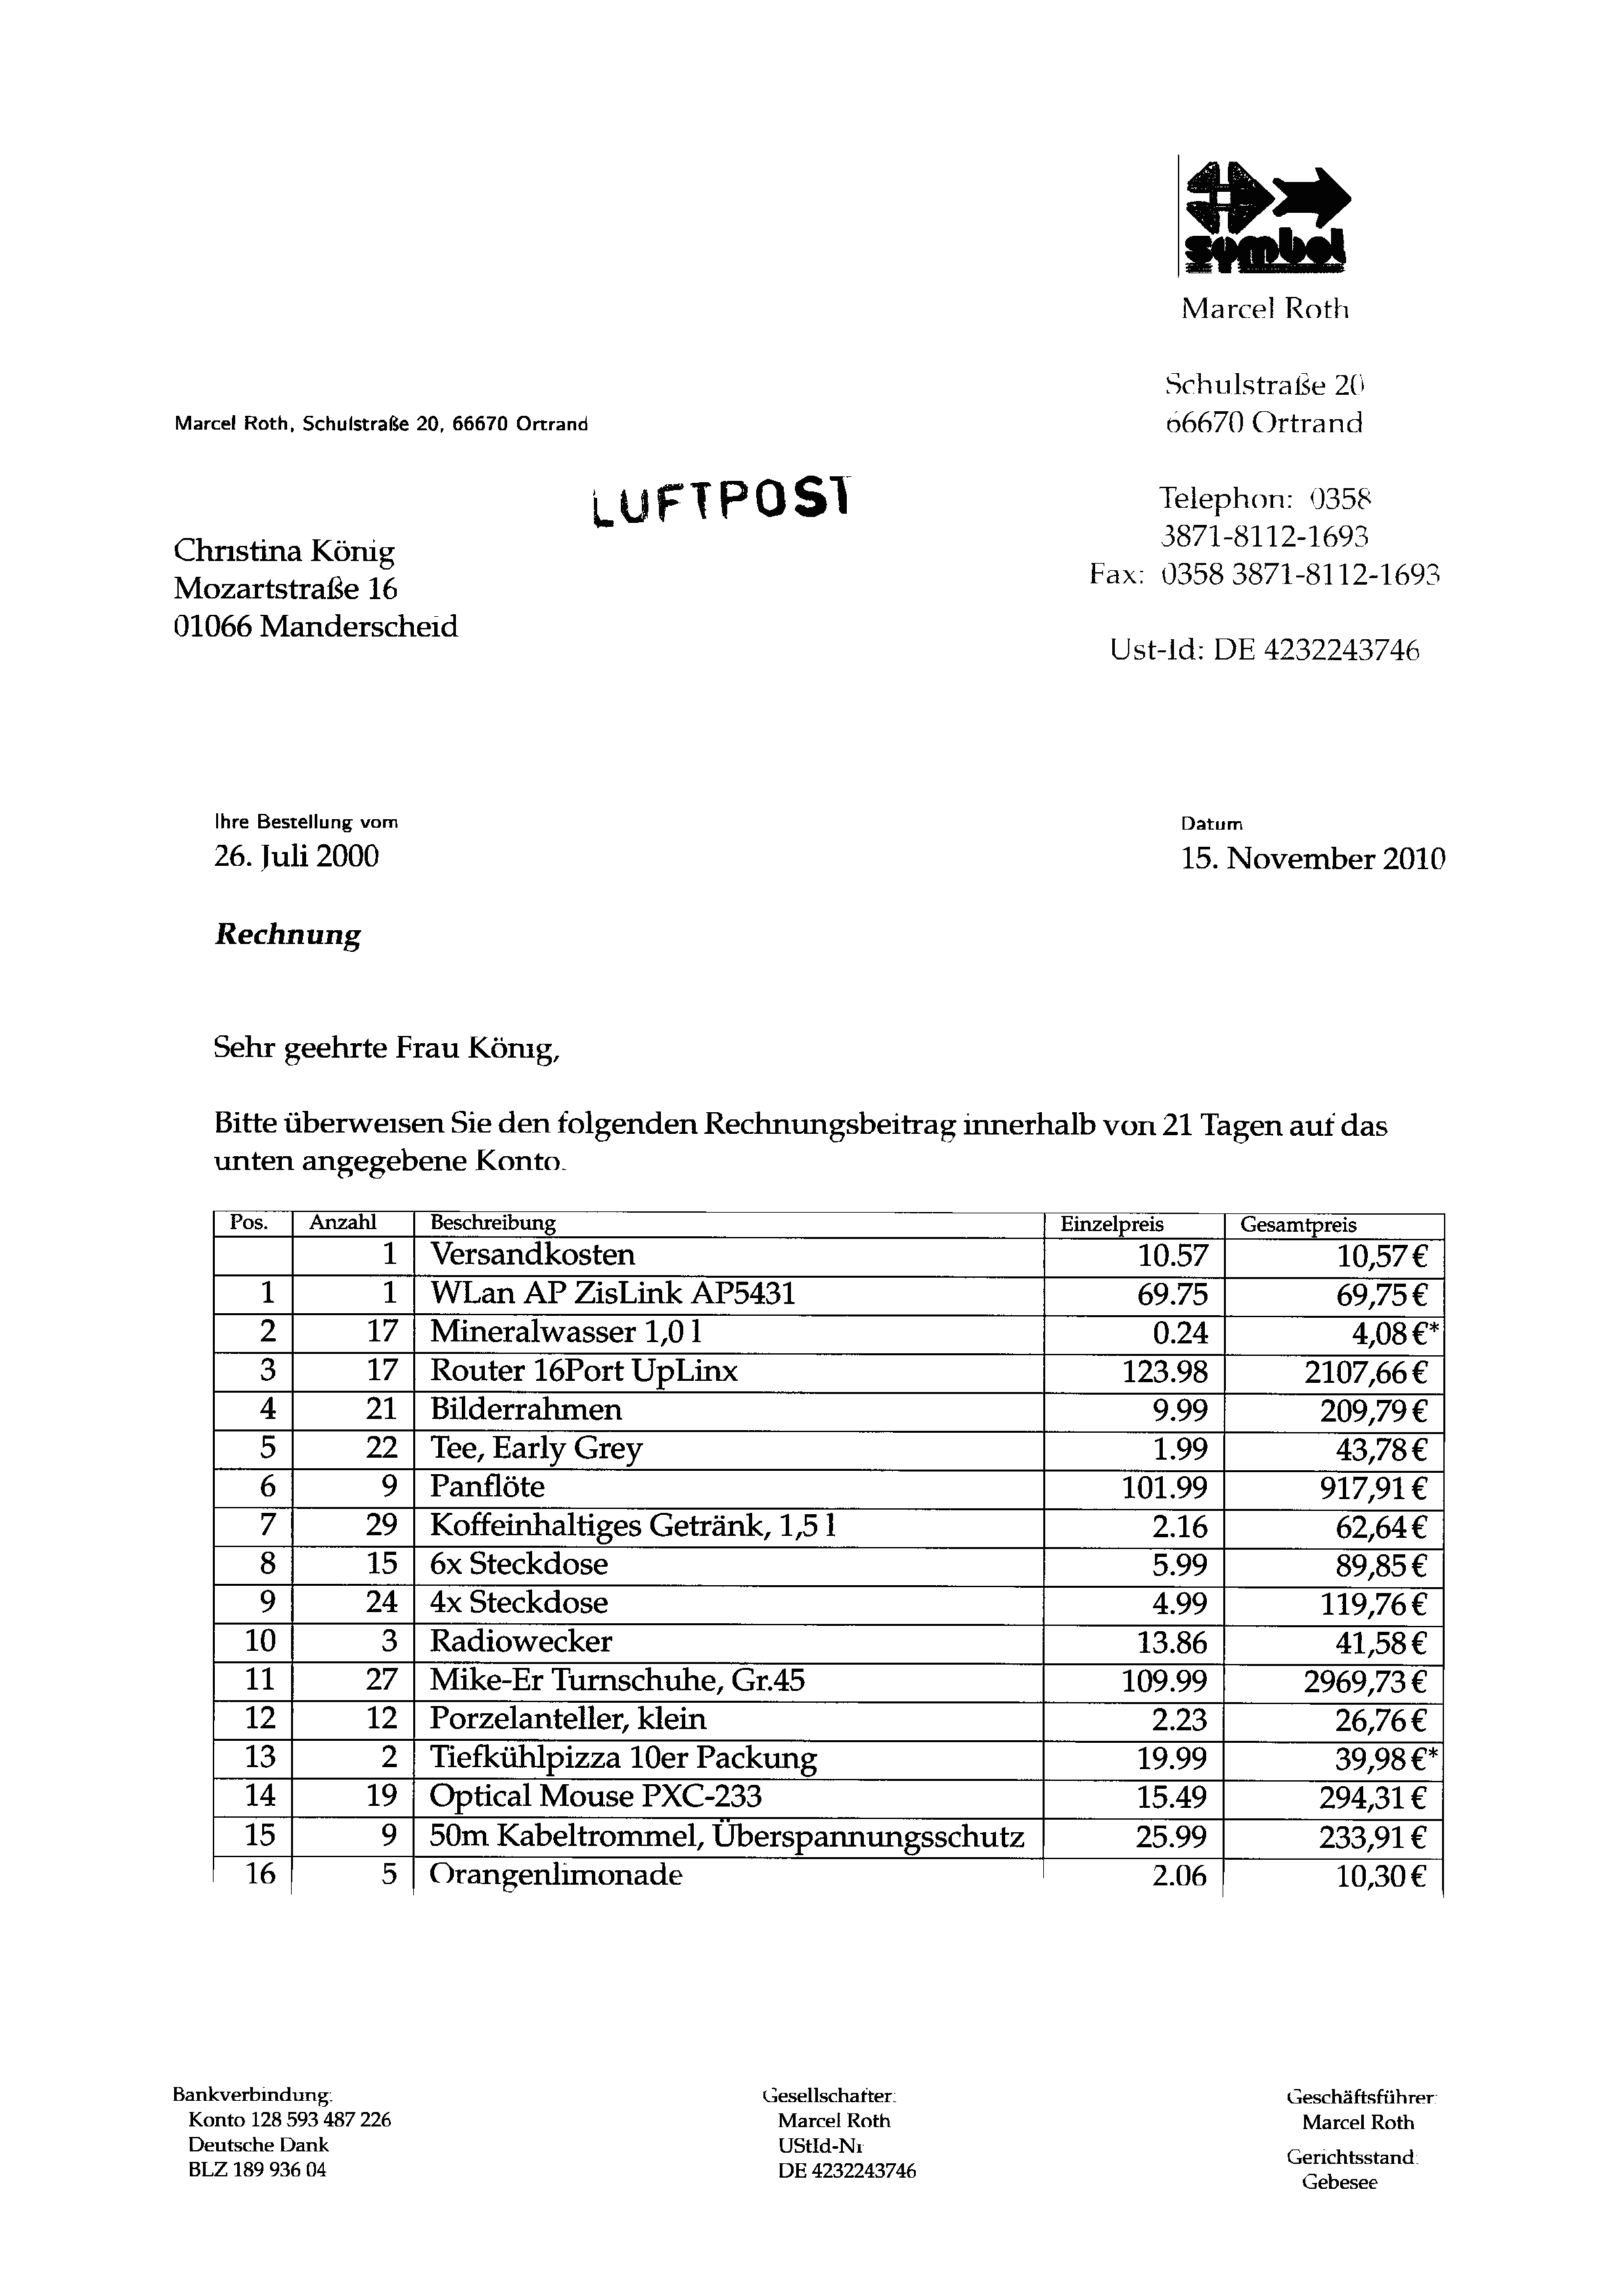 symbol
Marcel Roth
Schulstraße 20
66670 Ortrand
Marcel Roth, Schulstraße 20, 66670 Ortrand
LUFTPOST
Telephon: 0358
3871-8112-1693
Fax: 0358 3871-8112-1693
Christina König
Mozartstraße 16
01066 Manderscheid
Ust-Id: DE 4232243746
Ihre Bestellung vom Datum
26. Juli 2000 15. November 2010
Rechnung
Sehr geehrte Frau König,
Bitte überweisen Sie den folgenden Rechnungsbeitrag innerhalb von 21 Tagen auf das
unten angegebene Konto.
Pos. Anzahl Beschreibung Einzelpreis Gesamtpreis
1 Versandkosten 10.57 10,57 €
1 1 WLan AP ZisLink AP5431 69.75 69,75 €
2 17 Mineralwasser 1,0 l 0.24 4,08 €*
3 17 Router 16Port UpLinx 123.98 2107,66 €
4 21 Bilderrahmen 9.99 209,79 €
5 22 Tee, Early Grey 1.99 43,78 €
6 9 Panflöte 101.99 917,91 €
7 29 Koffeinhaltiges Getränk, 1,5 l 2.16 62,64 €
8 15 6x Steckdose 5.99 89,85 €
9 24 4x Steckdose 4.99 119,76 €
10 3 Radiowecker 13.86 41,58 €
11 27 Mike-Er Turnschuhe, Gr.45 109.99 2969,73 €
12 12 Porzelanteller, klein 2.23 26,76 €
13 2 Tiefkühlpizza 10er Packung 19.99 39,98 €*
14 19 Optical Mouse PXC-233 15.49 294,31 €
15 9 50m Kabeltrommel, Überspannungsschutz 25.99 233,91 €
16 5 Orangenlimonade 2.06 10,30 €
Bankverbindung:
Konto 128 593 487 226
Deutsche Dank
BLZ 189 936 04
Gesellschafter:
Marcel Roth
UStId-Nr
DE 4232243746
Geschäftsführer:
Marcel Roth
Gerichtsstand:
Gebesee